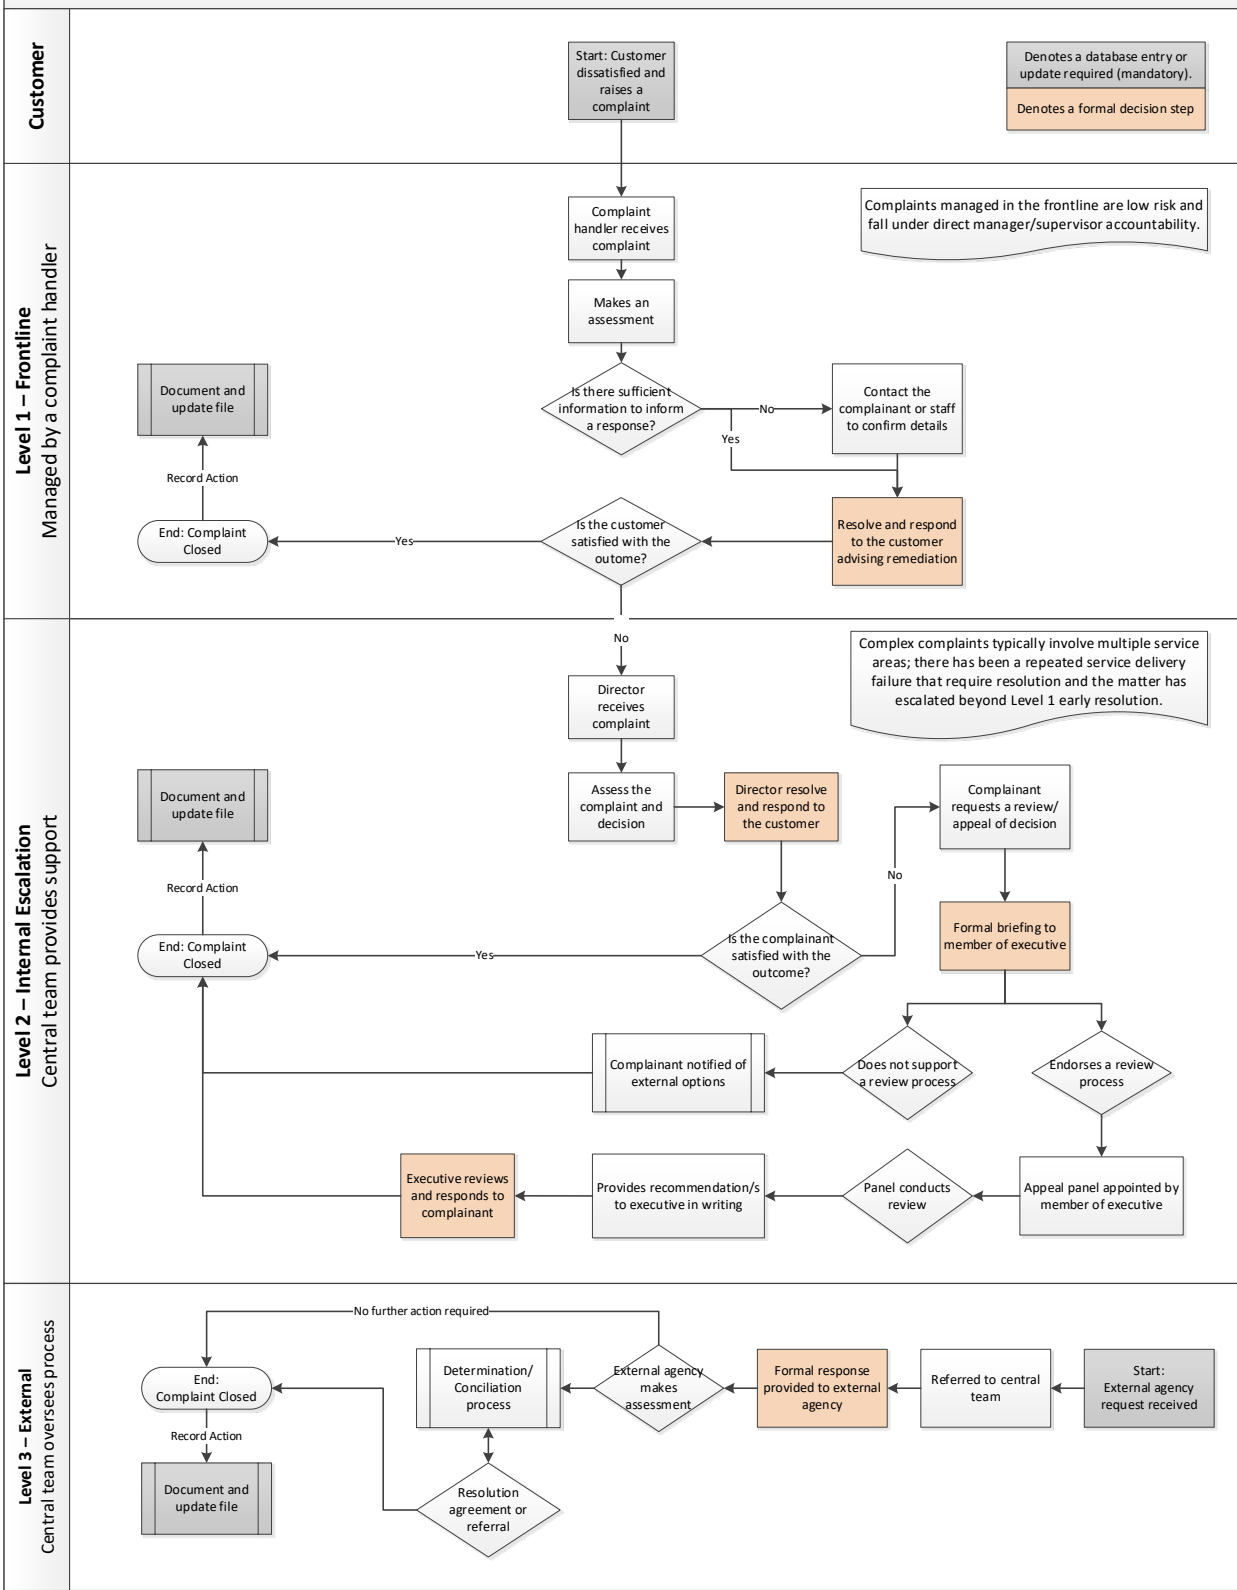 Customer
Start: Customer
dissatisfied and
raises a
complaint
Denotes a database entry or
update required (mandatory).
Denotes a formal decision step
Level 1 – Frontline
Managed by a complaint handler
Complaint
handler receives
complaint
Complaints managed in the frontline are low risk and
fall under direct manager/supervisor accountability.
Makes an
assessment
Document and
update file
Is there sufficient
information to inform
a response?
No
Yes
Contact the
complainant or staff
to confirm details
Record Action
End: Complaint
Closed
Yes
Is the customer
satisfied with the
outome?
Resolve and respond
to the customer
advising remediation
Level 2 – Internal Escalation
Central team provides support
No
Complex complaints typically involve multiple service
areas; there has been a repeated service delivery
failure that require resolution and the matter has
escalated beyond Level 1 early resolution.
Director
receives
complaint
Document and
update file
Assess the
complaint and
decision
Director resolve
and respond to
the customer
Complainant
requests a review/
appeal of decision
Record Action
No
End: Complaint
Closed
Yes
Is the complainant
satisfied with the
outcome?
Formal briefing to
member of executive
Complainant notified of
external options
Does not support
a review process
Endorses a review
process
Executive reviews
and responds to
complainant
Provides recommendation/s
to executive in writing
Panel conducts
review
Appeal panel appointed by
member of executive
Level 3 – External
Central team oversees process
No further action required
End:
Complaint Closed
Determination/
Conciliation
process
External agency
makes
assessment
Formal response
provided to external
agency
Referred to central
team
Start:
External agency
request received
Record Action
Document and
update file
Resolution
agreement or
referral